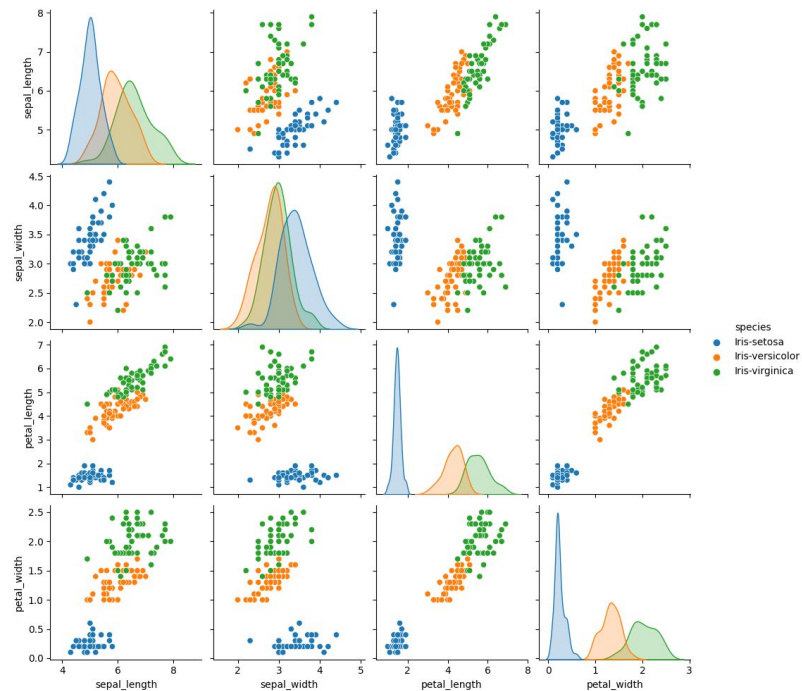 sepal_length
8
7
6
5
sepal_width
4.5
4.0
3.5
3.0
2.5
2.0
species
Iris-setosa
Iris-versicolor
Iris-virginica
petal_length
7
6
5
4
3
2
1
petal_width
2.5
2.0
1.5
1.0
0.5
0.0
4 6 8
2 3 4 5
2 4 6 8
0 1 2 3
sepal_length sepal_width petal_length petal_width